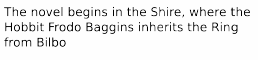 The novel begins in the Shire, where the
Hobbit Frodo Baggins inherits the Ring
from Bilbo